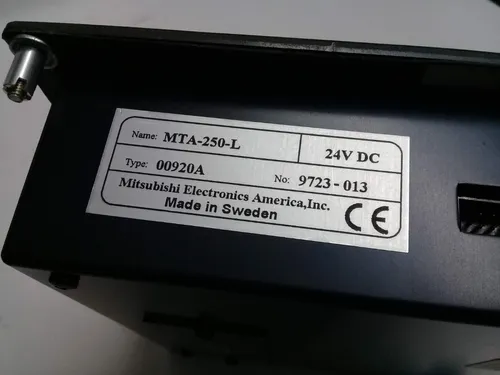 Name: MTA-250-L 24V DC
Type: 00920A No: 9723-013
Mitsubishi Electronics America,Inc.
Made in Sweden CE